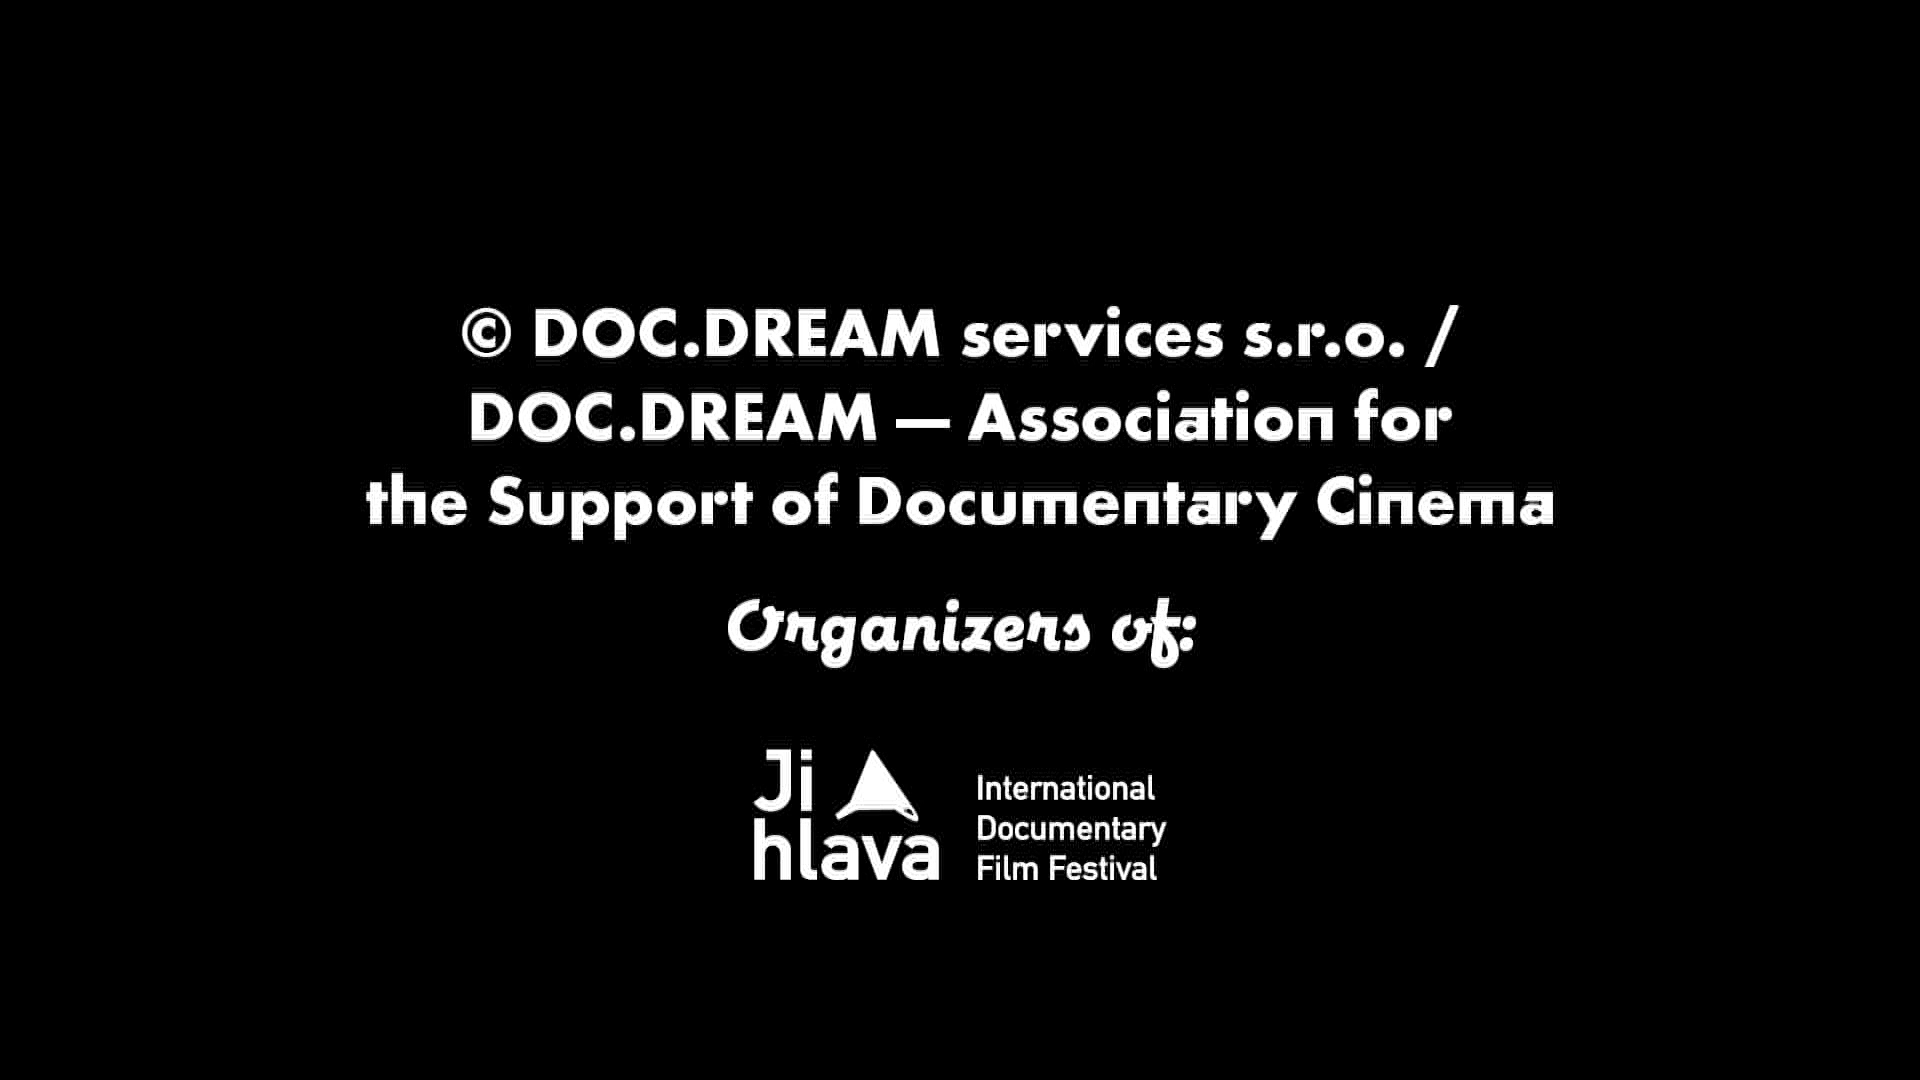 © DOC.DREAM services s.r.o. /
DOC.DREAM — Association for
the Support of Documentary Cinema
Organizers of:
Ji
hlava
International
Documentary
Film Festival